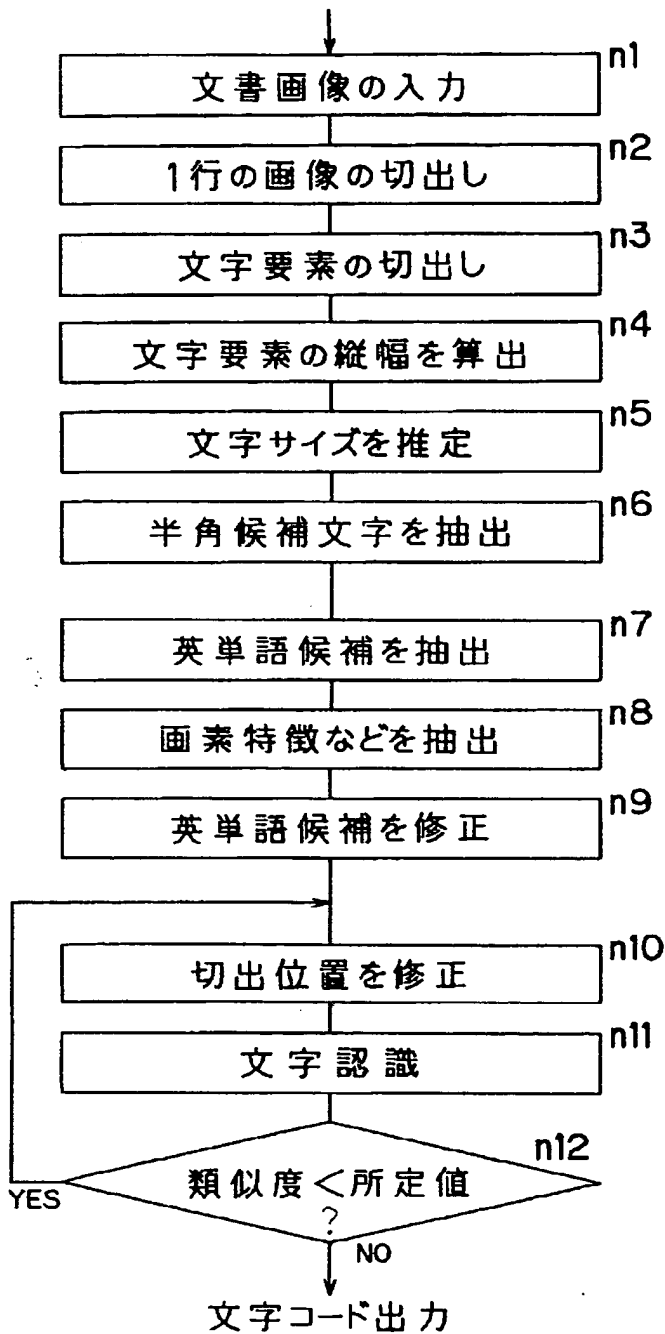 n1
文書画像の入力
n2
1行の画像の切出し
n3
文字要素の切出し
n4
文字要素の縦幅を算出
n5
文字サイズを推定
n6
半角候補文字を抽出
n7
英単語候補を抽出
n8
画素特徴などを抽出
n9
英単語候補を修正
n10
切出位置を修正
n11
文字認識
n12
類似度<所定値
?
YES
NO
文字コード出力